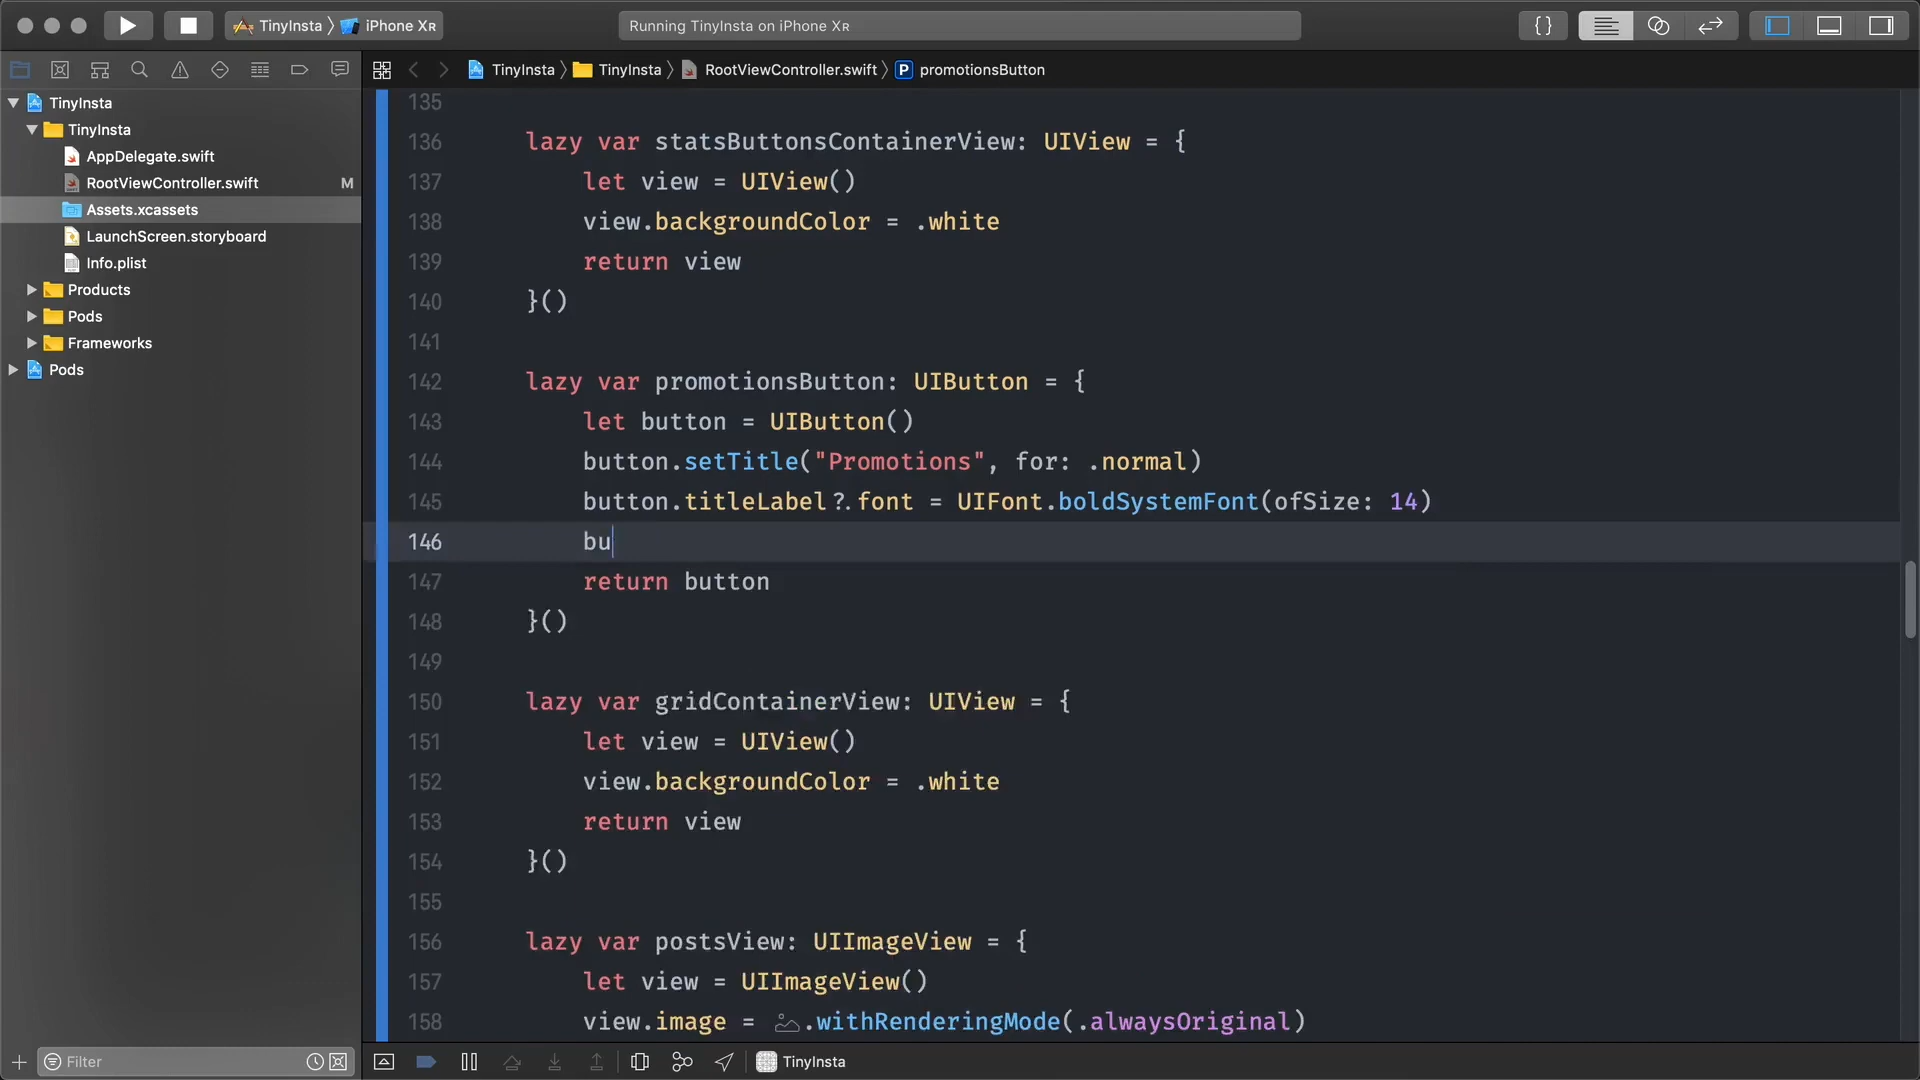 TinyInsta 〉 iPhone XR
Running TinyInsta on iPhone XR
{ }
TinyInsta 〉 TinyInsta 〉 RootViewController.swift 〉 P promotionsButton
TinyInsta
TinyInsta
AppDelegate.swift
RootViewController.swift M
Assets.xcassets
LaunchScreen.storyboard
Info.plist
Products
Pods
Frameworks
Pods
135
136 lazy var statsButtonsContainerView: UIView = {
137 let view = UIView()
138 view.backgroundColor = .white
139 return view
140 }()
141
142 lazy var promotionsButton: UIButton = {
143 let button = UIButton()
144 button.setTitle("Promotions", for: .normal)
145 button.titleLabel?.font = UIFont.boldSystemFont(ofSize: 14)
146 bu
147 return button
148 }()
149
150 lazy var gridContainerView: UIView = {
151 let view = UIView()
152 view.backgroundColor = .white
153 return view
154 }()
155
156 lazy var postsView: UIImageView = {
157 let view = UIImageView()
158 view.image = .withRenderingMode(.alwaysOriginal)
Filter
TinyInsta